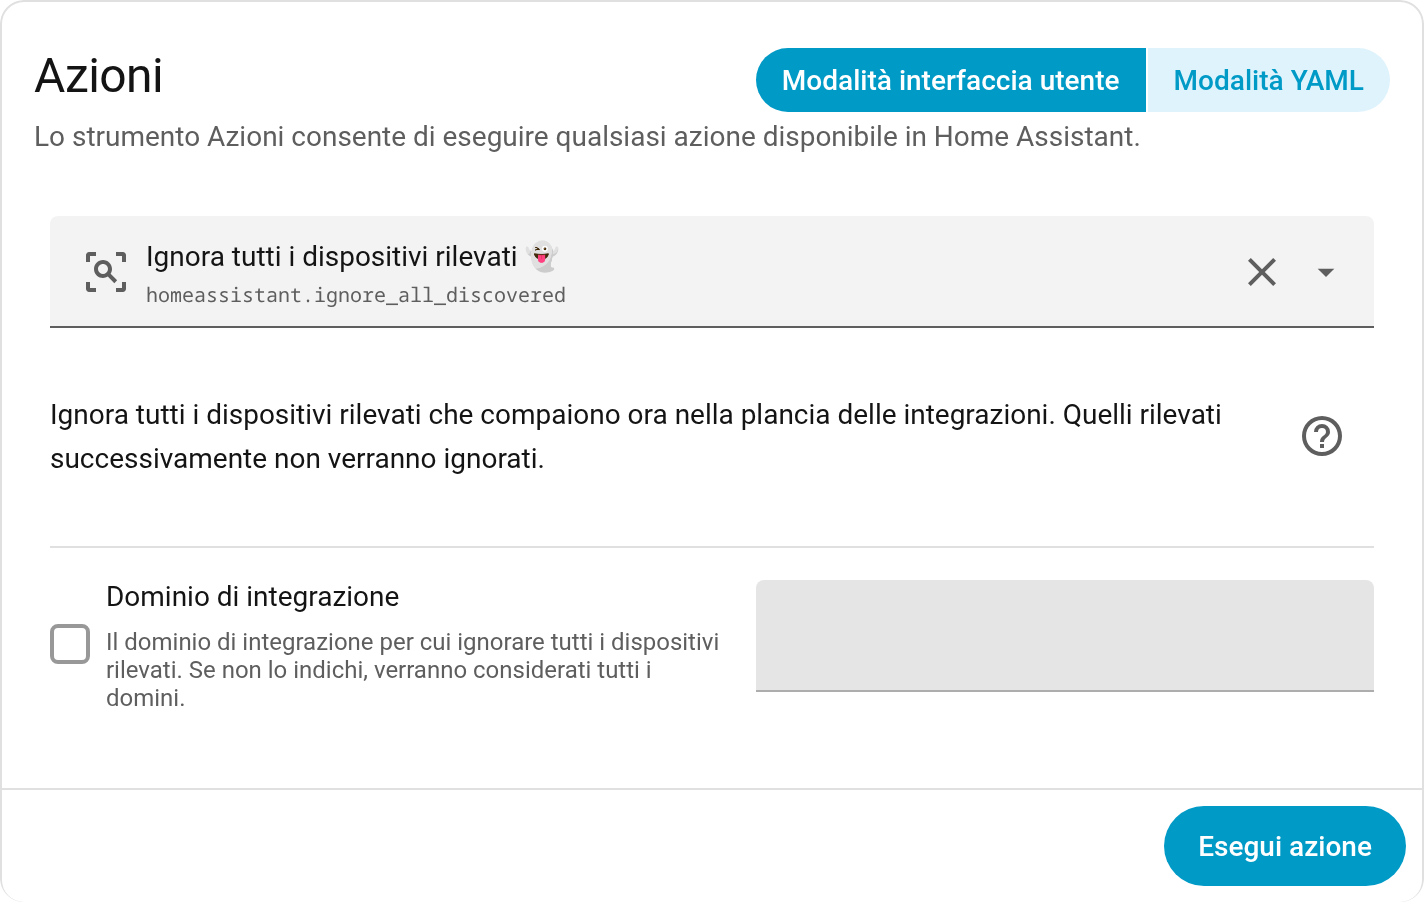 Azioni
Modalità interfaccia utente
Modalità YAML
Lo strumento Azioni consente di eseguire qualsiasi azione disponibile in Home Assistant.
Ignora tutti i dispositivi rilevati 👻
homeassistant.ignore_all_discovered
Ignora tutti i dispositivi rilevati che compaiono ora nella plancia delle integrazioni. Quelli rilevati
successivamente non verranno ignorati.
Dominio di integrazione
Il dominio di integrazione per cui ignorare tutti i dispositivi
rilevati. Se non lo indichi, verranno considerati tutti i
domini.
Esegui azione